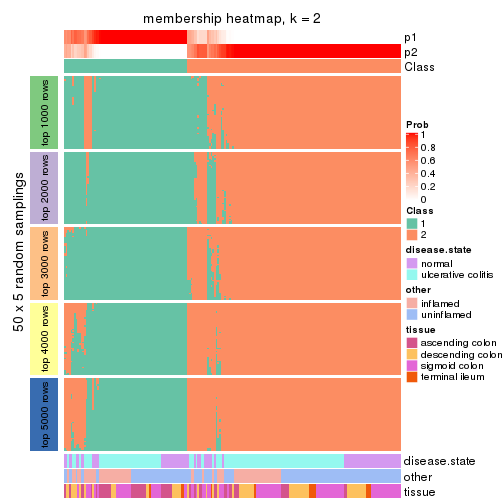 membership heatmap, k = 2
p1
p2
Class
50 x 5 random samplings
top 1000 rows
top 2000 rows
top 3000 rows
top 4000 rows
top 5000 rows
Prob
1
0.8
0.6
0.4
0.2
0
Class
1
2
disease.state
normal
ulcerative colitis
other
inflamed
uninflamed
tissue
ascending colon
descending colon
sigmoid colon
terminal ileum
disease.state
other
tissue